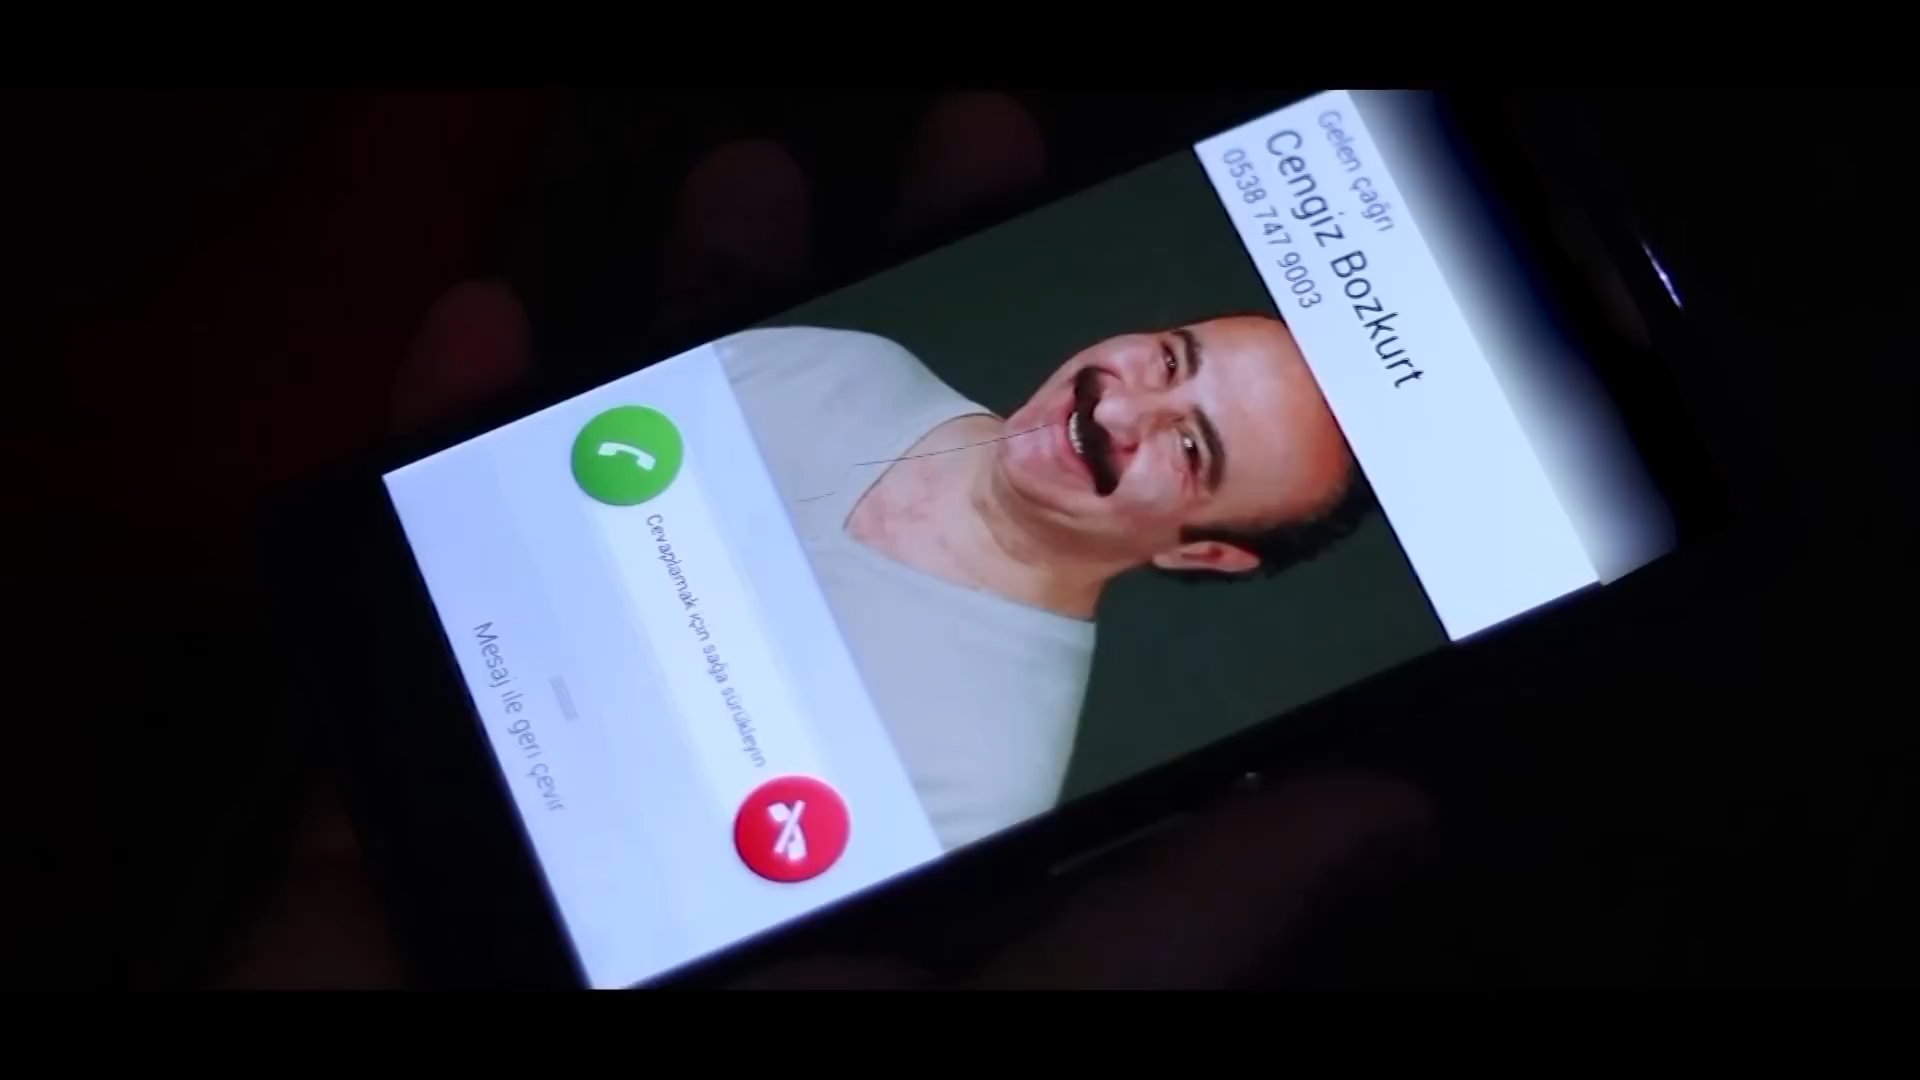 Gelen çağrı
Cengiz Bozkurt
0538 747 9003
Cevaplamak için sağa sürükleyin
Mesaj ile geri çevir